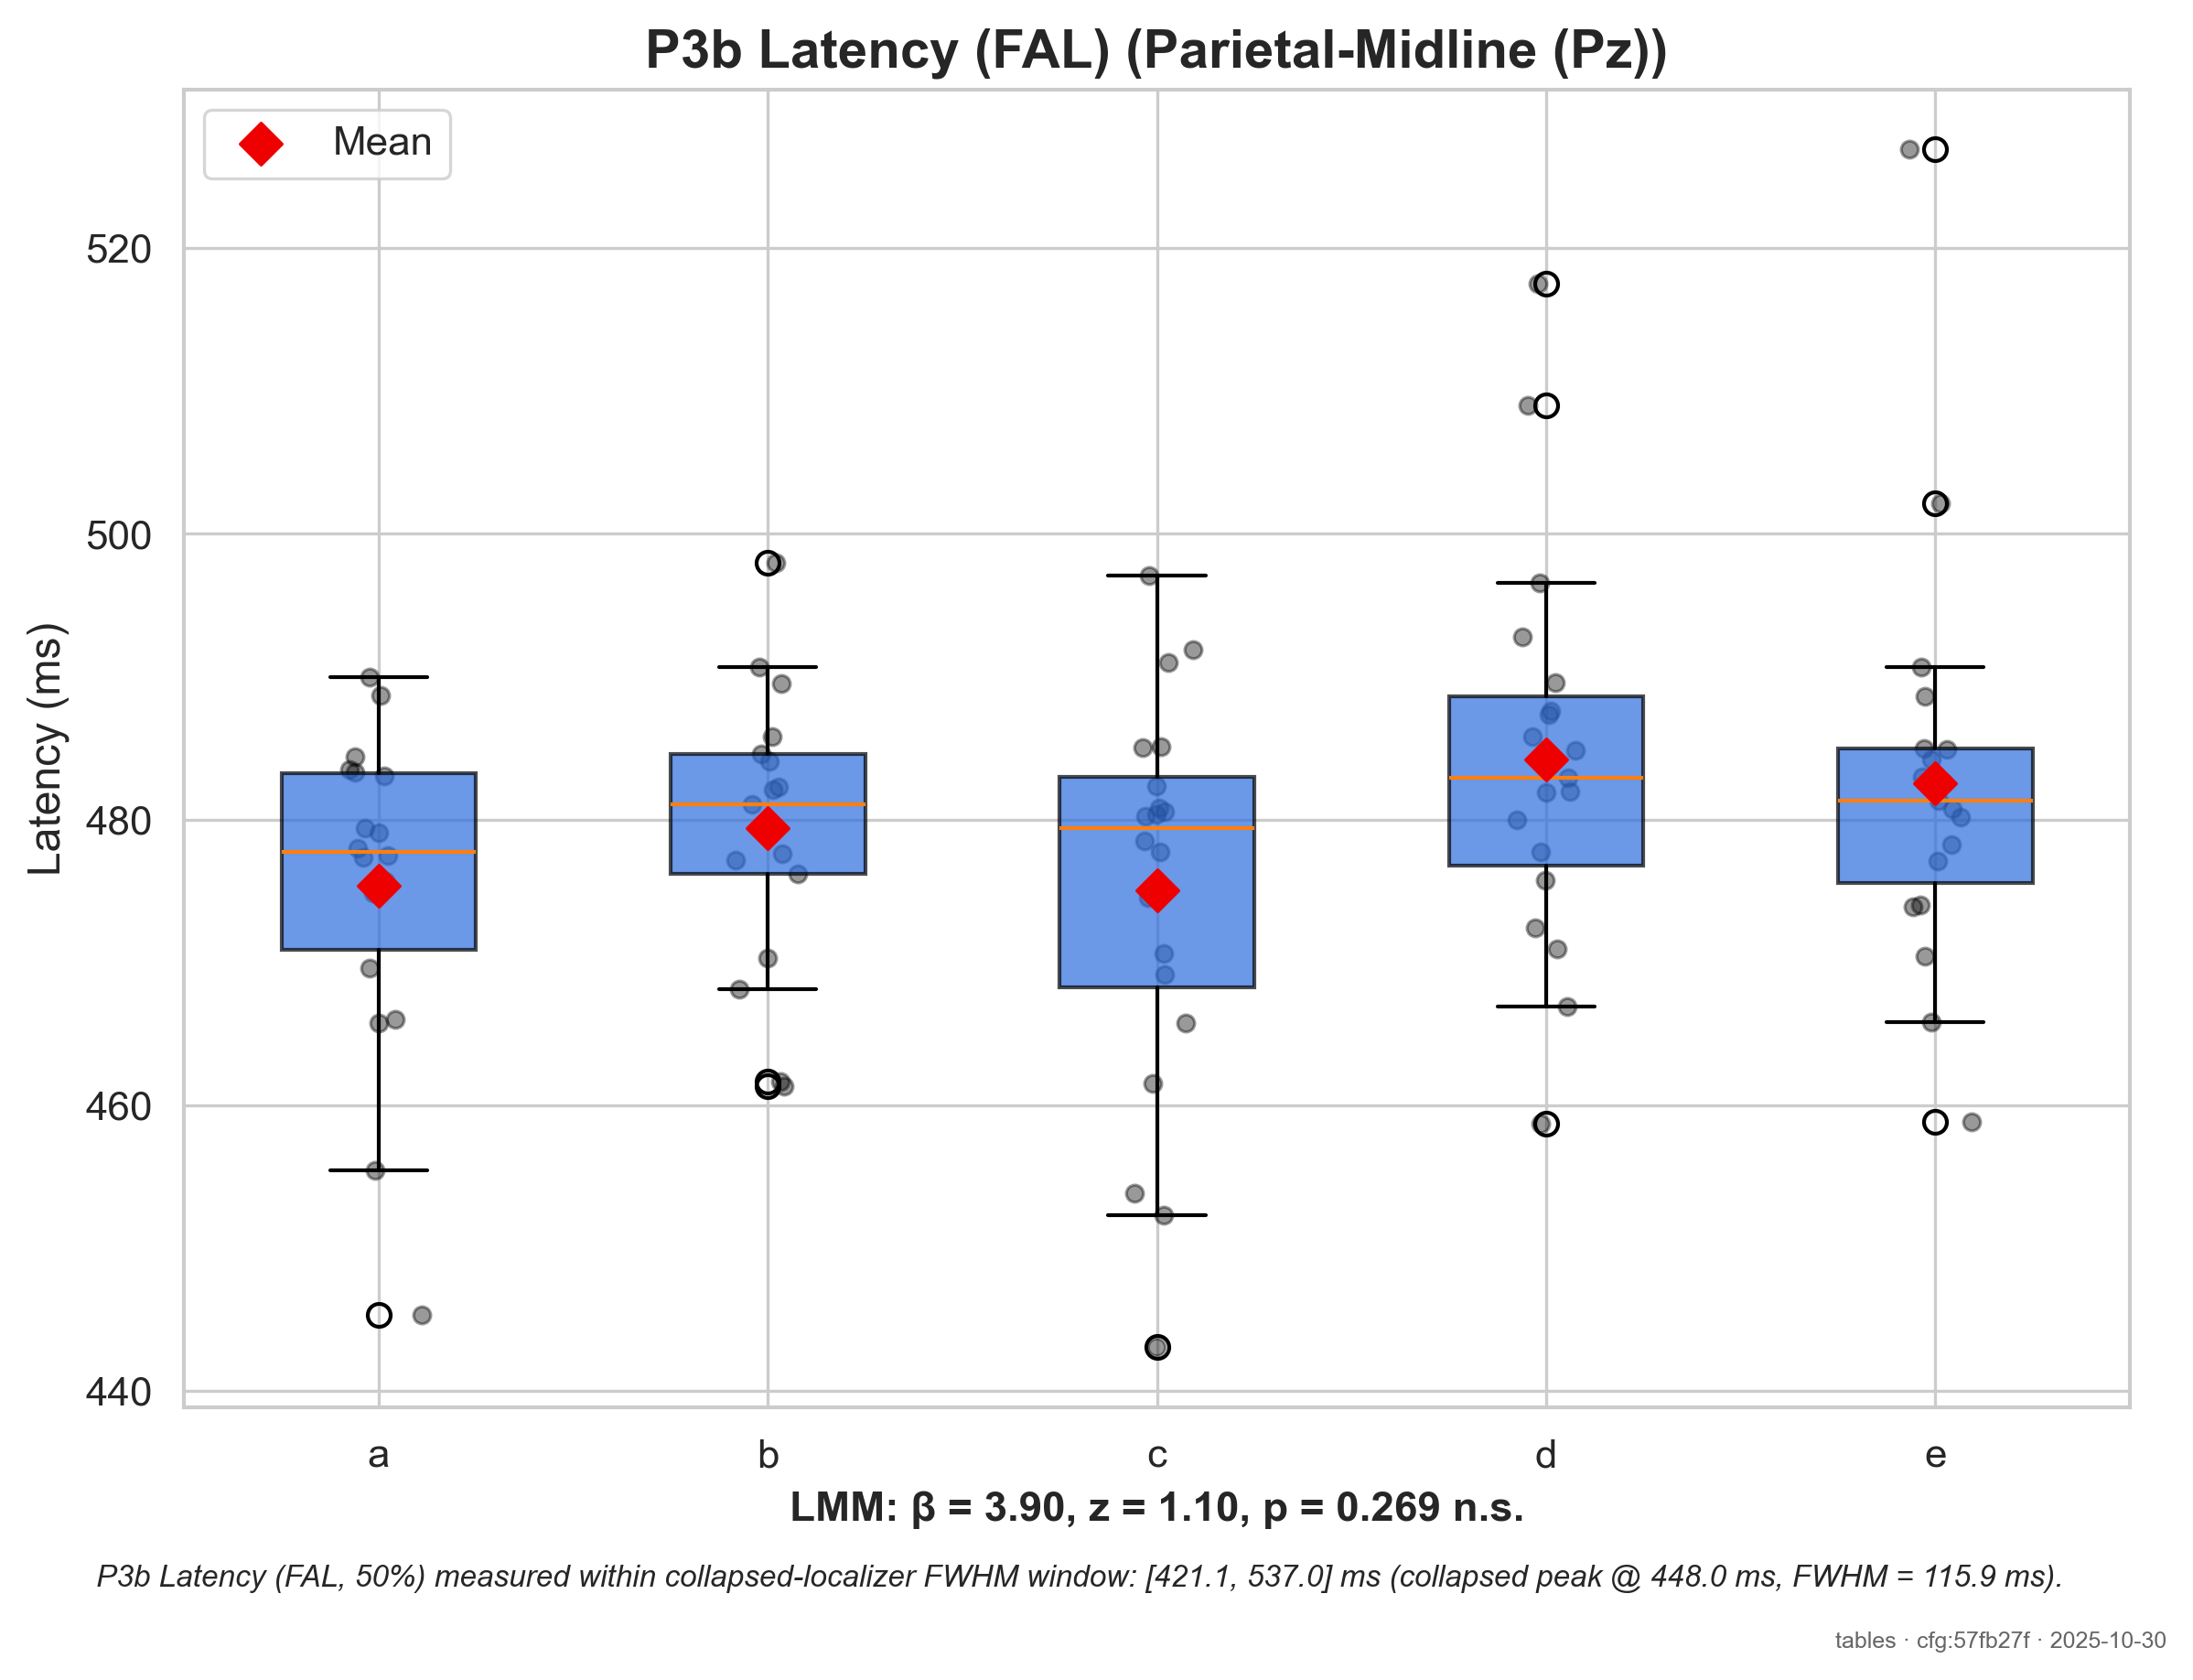 P3b Latency (FAL) (Parietal-Midline (Pz))
Mean
Latency (ms)
520
500
480
460
440
a b c d e
LMM: β = 3.90, z = 1.10, p = 0.269 n.s.
P3b Latency (FAL, 50%) measured within collapsed-localizer FWHM window: [421.1, 537.0] ms (collapsed peak @ 448.0 ms, FWHM = 115.9 ms).
tables · cfg:57fb27f · 2025-10-30